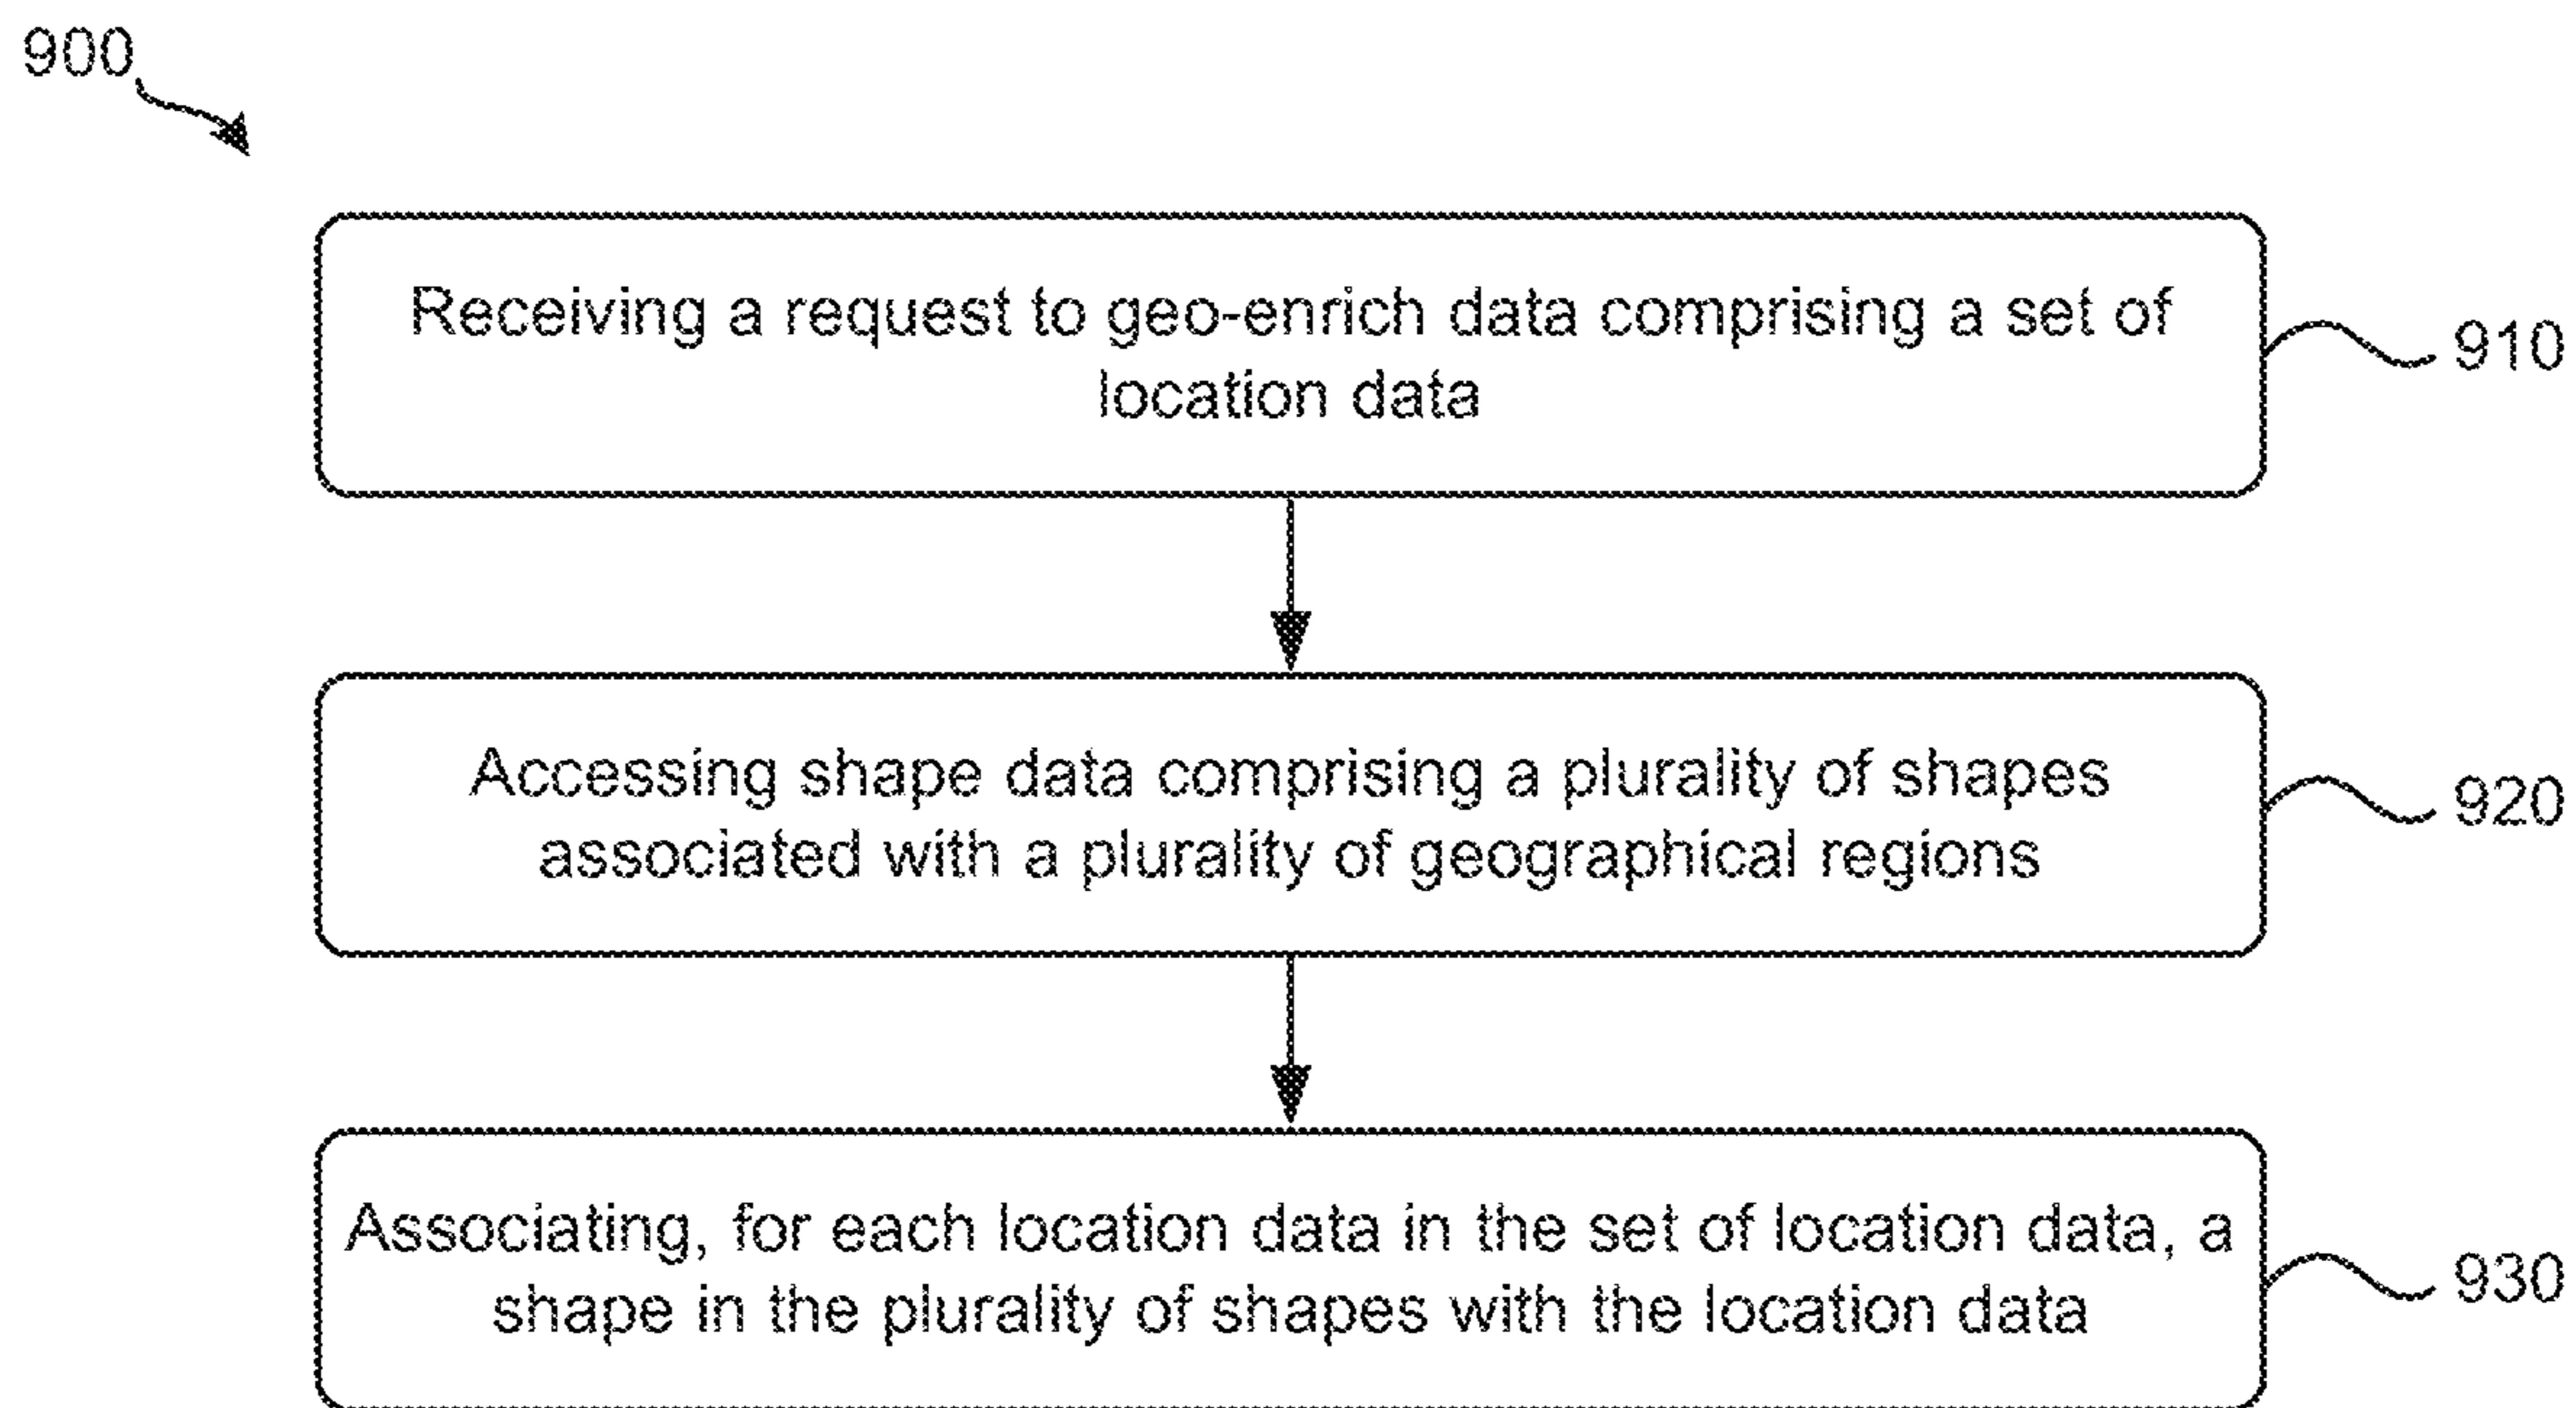 900
Receiving a request to geo-enrich data comprising a set of
location data
910
Accessing shape data comprising a plurality of shapes
associated with a plurality of geographical regions
920
Associating, for each location data in the set of location data, a
shape in the plurality of shapes with the location data
930